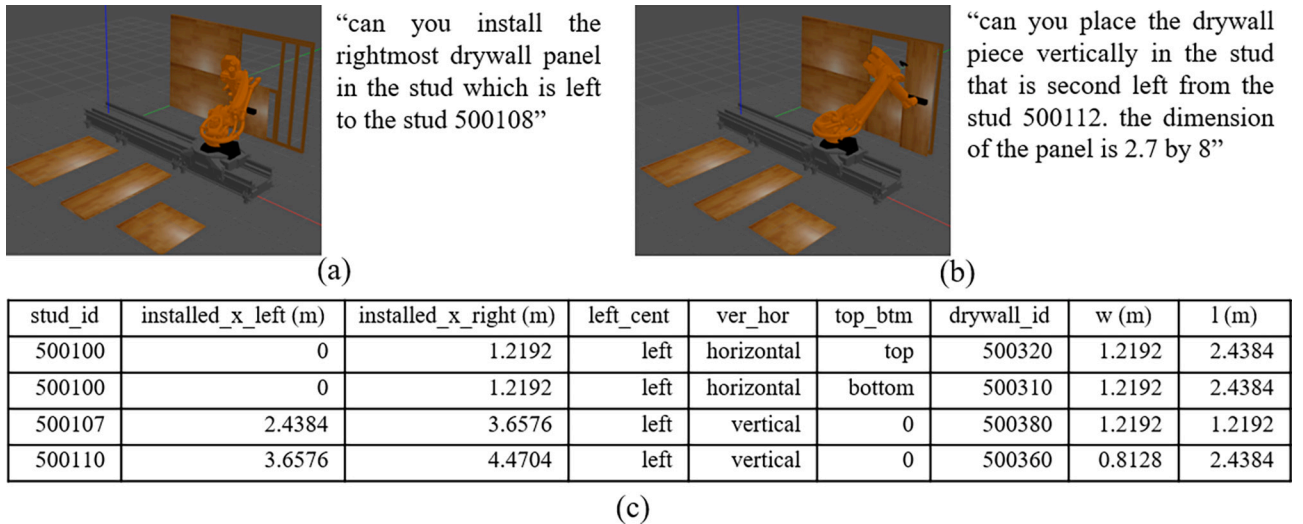 “can you install the
rightmost drywall panel
in the stud which is left
to the stud 500108”
(a)
“can you place the drywall
piece vertically in the stud
that is second left from the
stud 500112. the dimension
of the panel is 2.7 by 8”
(b)
stud_id installed_x_left (m) installed_x_right (m) left_cent ver_hor top_btm drywall_id w (m) l (m)
500100 0 1.2192 left horizontal top 500320 1.2192 2.4384
500100 0 1.2192 left horizontal bottom 500310 1.2192 2.4384
500107 2.4384 3.6576 left vertical 0 500380 1.2192 1.2192
500110 3.6576 4.4704 left vertical 0 500360 0.8128 2.4384
(c)